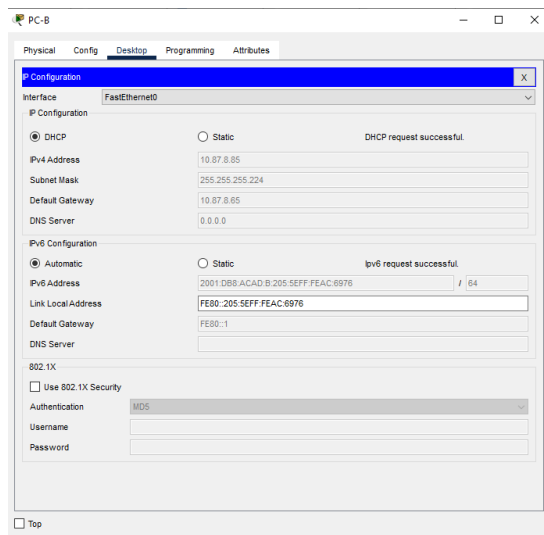 PC-B
Physical Config Desktop Programming Attributes
IP Configuration X
Interface FastEthernet0
IP Configuration
DHCP Static DHCP request successful.
IPv4 Address 10.87.8.85
Subnet Mask 255.255.255.224
Default Gateway 10.87.8.65
DNS Server 0.0.0.0
IPv6 Configuration
Automatic Static Ipv6 request successful.
IPv6 Address 2001:DB8:ACAD:B:205:5EFF:FEAC:6976 / 64
Link Local Address FE80::205:5EFF:FEAC:6976
Default Gateway FE80::1
DNS Server
802.1X
Use 802.1X Security
Authentication MD5
Username
Password
Top